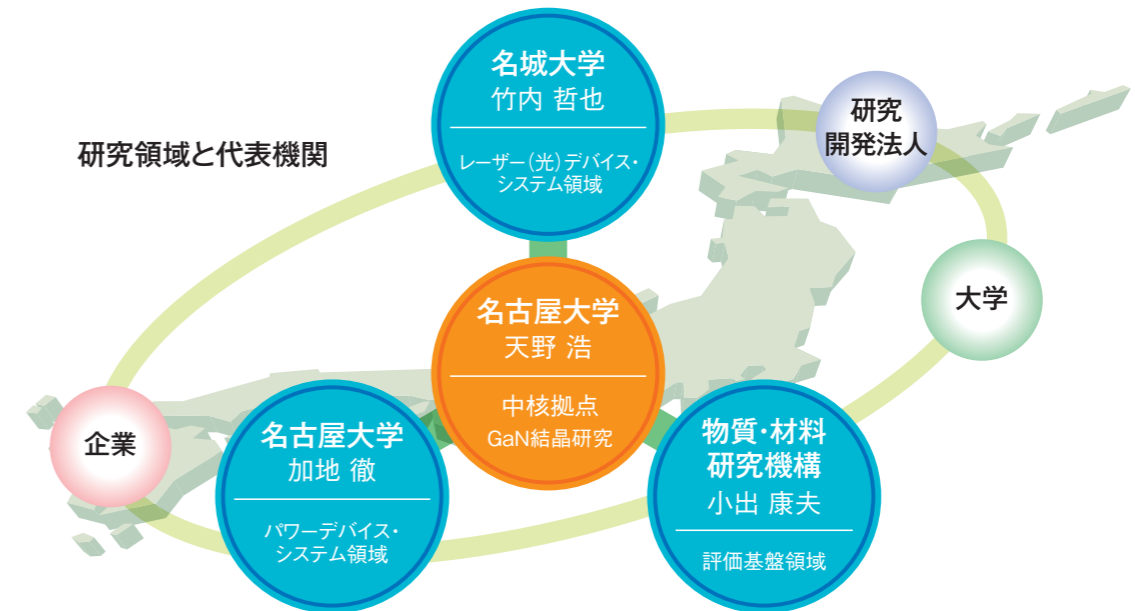 研究領域と代表機関
名城大学
竹内 哲也
レーザー（光）デバイス・
システム領域
研究
開発法人
大学
名古屋大学
天野 浩
中核拠点
GaN結晶研究
企業
名古屋大学
加地 徹
パワーデバイス・
システム領域
物質・材料
研究機構
小出 康夫
評価基盤領域